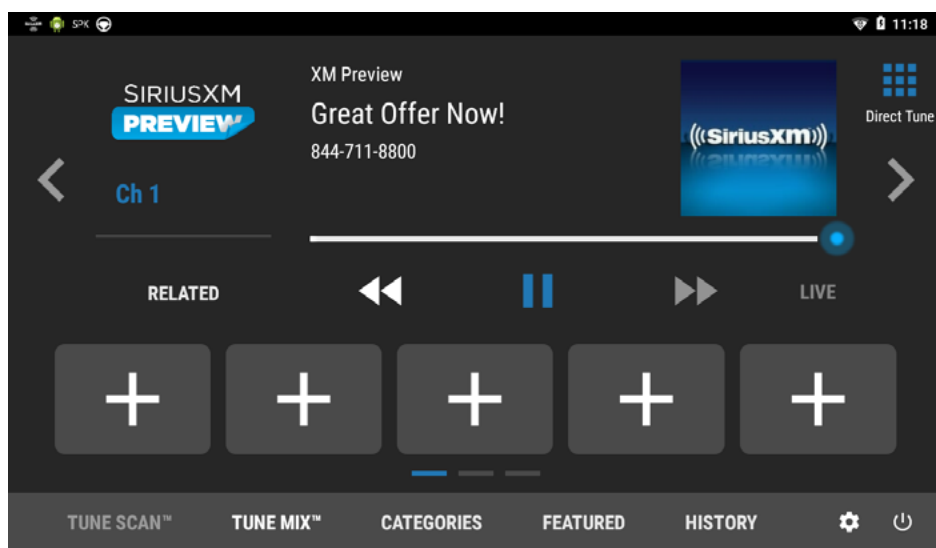 SPK
11:18
SIRIUSXM
PREVIEW
Ch 1
XM Preview
Great Offer Now!
844-711-8800
((SiriusXM))
Direct Tune
RELATED
LIVE
TUNE SCAN™
TUNE MIX™
CATEGORIES
FEATURED
HISTORY